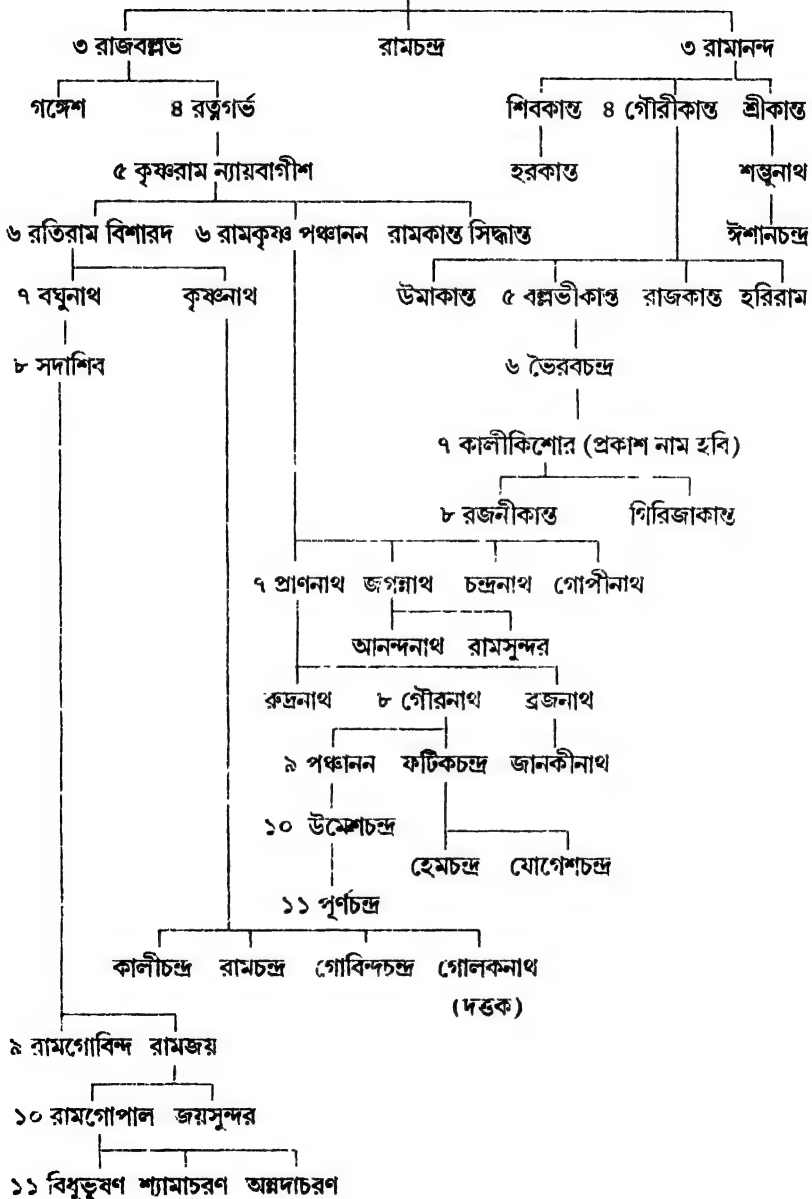 ৩ রাজবল্লভ রামচন্দ্র ৩ রামানন্দ
গঙ্গেশ ৪ রত্নগর্ভ শিবকান্ত ৪ গৌরীকান্ত শ্রীকান্ত
৫ কৃষ্ণরাম ন্যায়বাগীশ হরকান্ত শম্ভুনাথ
৬ রতিরাম বিশারদ ৬ রামকৃষ্ণ পঞ্চানন রামকান্ত সিদ্ধান্ত ঈশানচন্দ্র
৭ বঘুনাথ কৃষ্ণনাথ উমাকান্ত ৫ বল্লভীকান্ত রাজকান্ত হরিরাম
৮ সদাশিব ৬ ভৈরবচন্দ্র
৭ কালীকিশোর (প্রকাশ নাম হবি)
৮ রজনীকান্ত গিরিজাকান্ত
৭ প্রাণনাথ জগন্নাথ চন্দ্রনাথ গোপীনাথ
আনন্দনাথ রামসুন্দর
রুদ্রনাথ ৮ গৌরনাথ ব্রজনাথ
৯ পঞ্চানন ফটিকচন্দ্র জানকীনাথ
১০ উমেশচন্দ্র
হেমচন্দ্র যোগেশচন্দ্র
১১ পূর্ণচন্দ্র
কালীচন্দ্র রামচন্দ্র গোবিন্দচন্দ্র গোলকনাথ
(দত্তক)
৯ রামগোবিন্দ রামজয়
১০ রামগোপাল জয়সুন্দর
১১ বিধুভূষণ শ্যামাচরণ অন্নদাচরণ